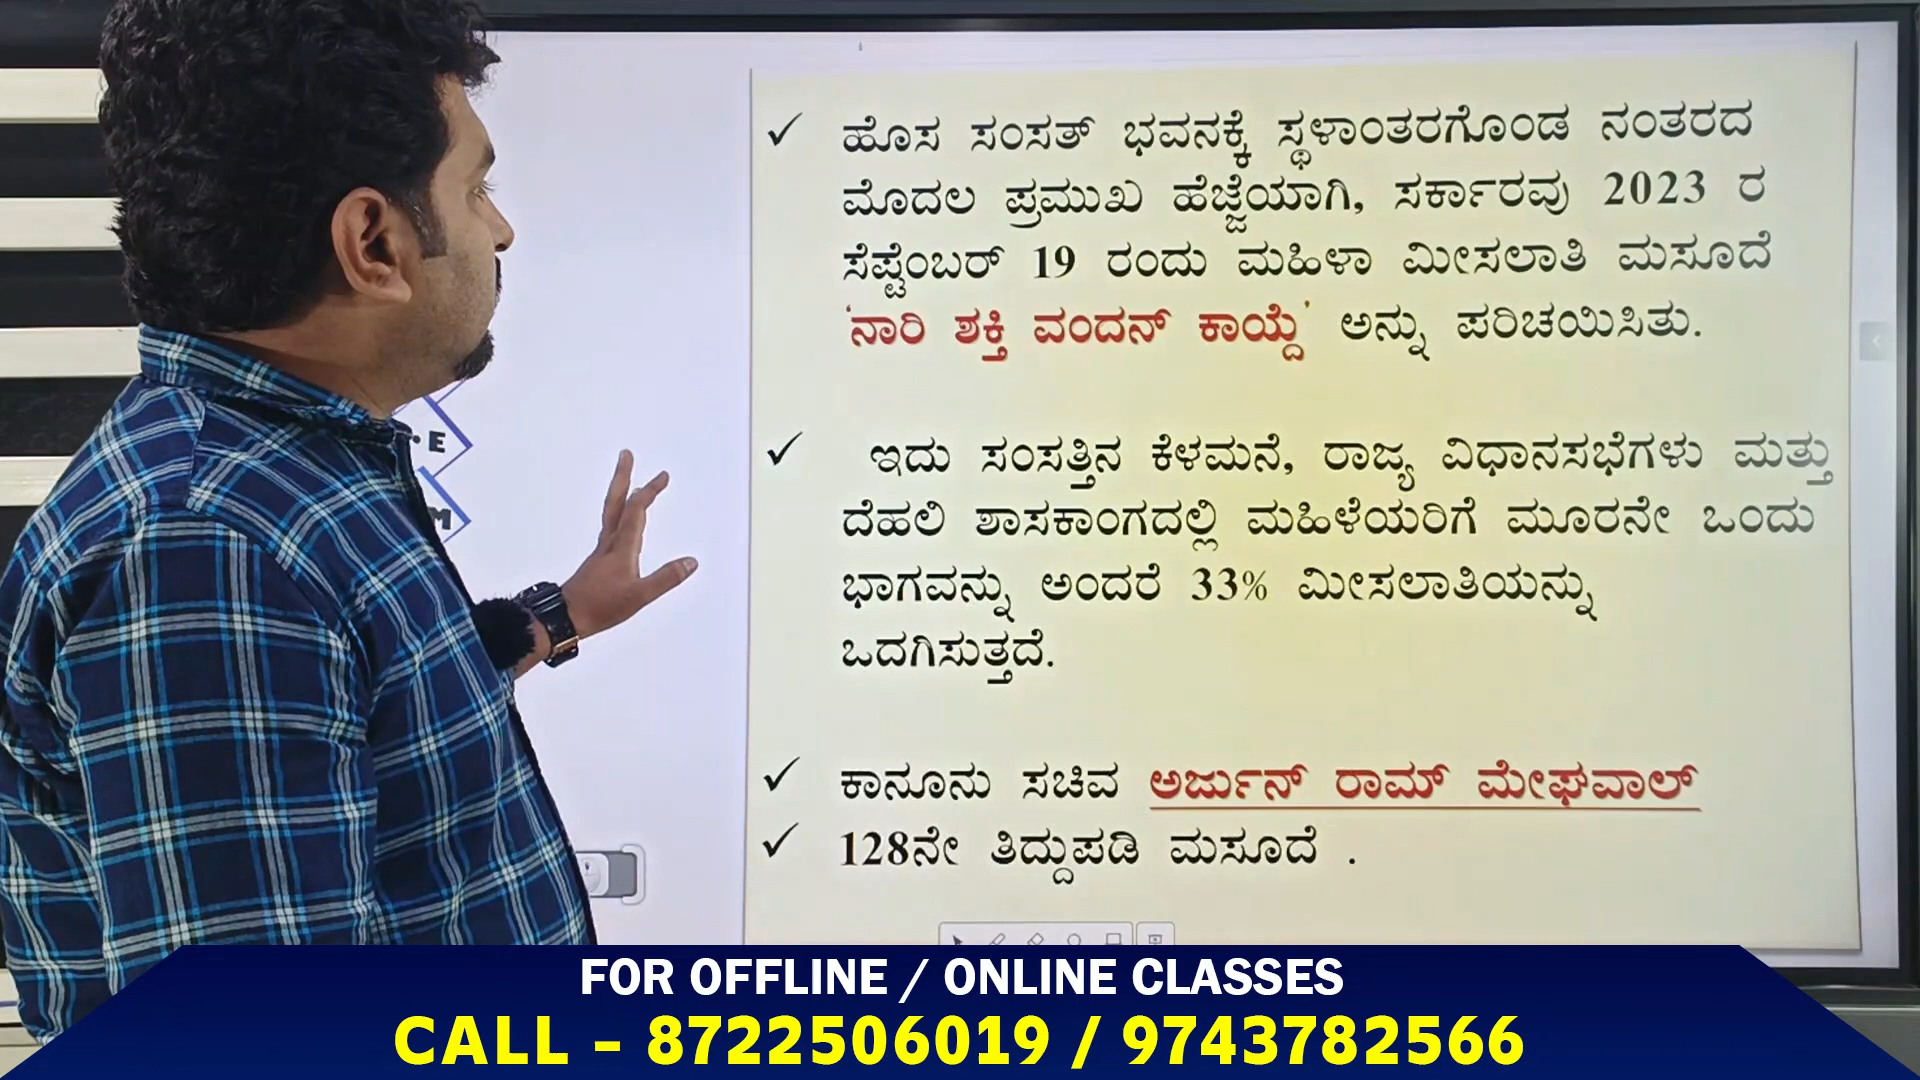 ಹೊಸ ಸಂಸತ್ ಭವನಕ್ಕೆ ಸ್ಥಳಾಂತರಗೊಂಡ ನಂತರದ
ಮೊದಲ ಪ್ರಮುಖ ಹೆಜ್ಜೆಯಾಗಿ, ಸರ್ಕಾರವು 2023 ರ
ಸೆಪ್ಟೆಂಬರ್ 19 ರಂದು ಮಹಿಳಾ ಮೀಸಲಾತಿ ಮಸೂದೆ
'ನಾರಿ ಶಕ್ತಿ ವಂದನ್ ಕಾಯ್ದೆ' ಅನ್ನು ಪರಿಚಯಿಸಿತು.
ಇದು ಸಂಸತ್ತಿನ ಕೆಳಮನೆ, ರಾಜ್ಯ ವಿಧಾನಸಭೆಗಳು ಮತ್ತು
ದೆಹಲಿ ಶಾಸಕಾಂಗದಲ್ಲಿ ಮಹಿಳೆಯರಿಗೆ ಮೂರನೇ ಒಂದು
ಭಾಗವನ್ನು ಅಂದರೆ 33% ಮೀಸಲಾತಿಯನ್ನು
ಒದಗಿಸುತ್ತದೆ.
ಕಾನೂನು ಸಚಿವ ಅರ್ಜುನ್ ರಾಮ್ ಮೇಘವಾಲ್
128ನೇ ತಿದ್ದುಪಡಿ ಮಸೂದೆ .
E
M
FOR OFFLINE / ONLINE CLASSES
CALL – 8722506019 / 9743782566